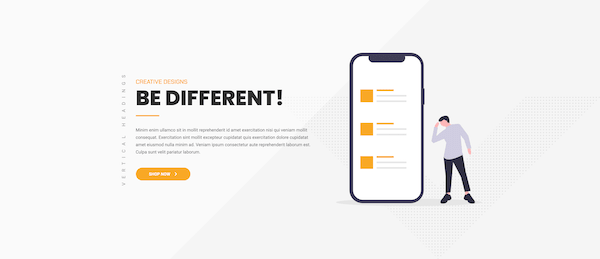 VERTICAL HEADINGS
CREATIVE DESIGNS
BE DIFFERENT!
Minim enim ullamco sit in mollit reprehenderit id amet exercitation nisi qui veniam mollit
consequat. Exercitation sint mollit excepteur cupidatat quis exercitation duis dolore cupidatat
amet eiusmod nulla minim ad. Veniam ipsum consectetur aute reprehenderit laborum est.
Culpa sunt velit pariatur laborum.
SHOP NOW